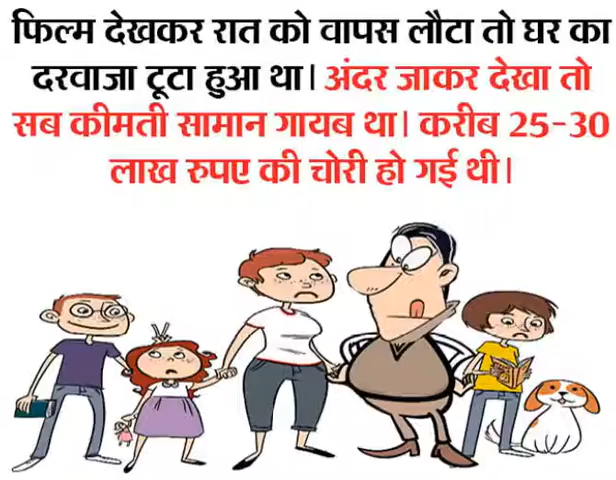 फिल्म देखकर रात को वापस लौटा तो घर का
दरवाजा टूटा हुआ था। अंदर जाकर देखा तो
सब कीमती सामान गायब था। करीब 25-30
लाख रुपए की चोरी हो गई थी।